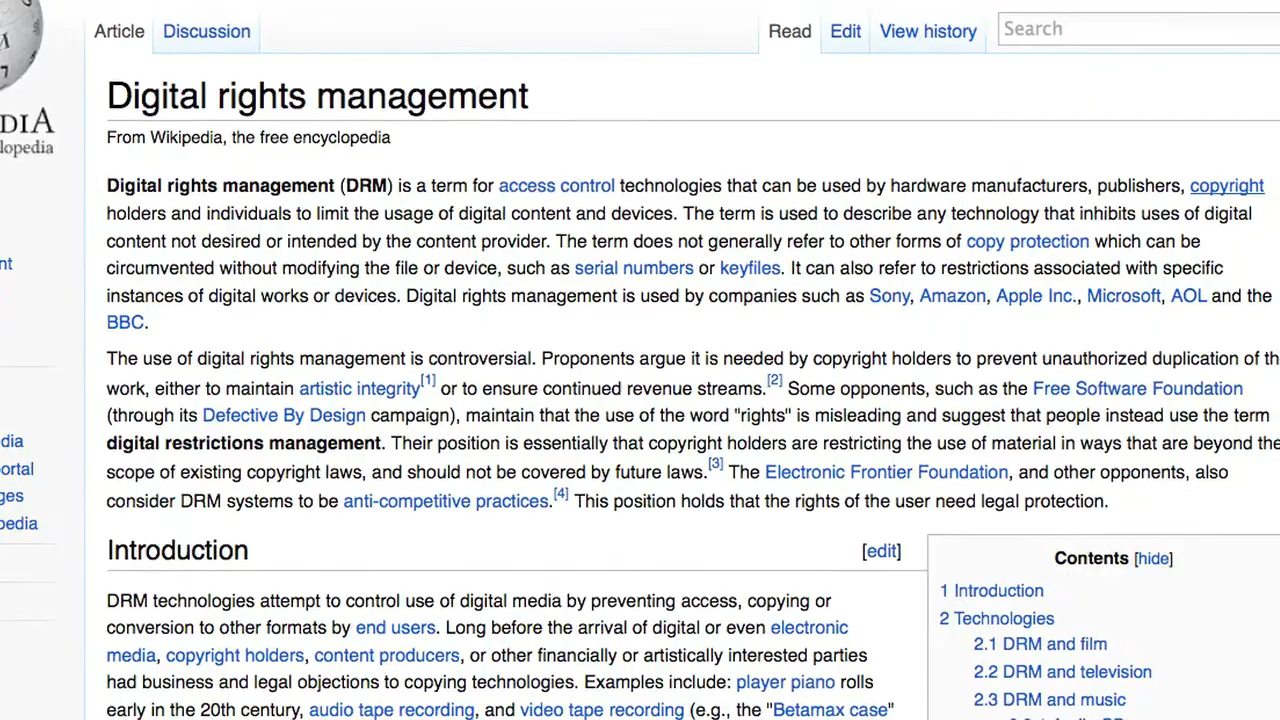 Article Discussion Read Edit View history Search
Digital rights management
From Wikipedia, the free encyclopedia
DIA
lopedia
Digital rights management (DRM) is a term for access control technologies that can be used by hardware manufacturers, publishers, copyright
holders and individuals to limit the usage of digital content and devices. The term is used to describe any technology that inhibits uses of digital
content not desired or intended by the content provider. The term does not generally refer to other forms of copy protection which can be
nt
circumvented without modifying the file or device, such as serial numbers or keyfiles. It can also refer to restrictions associated with specific
instances of digital works or devices. Digital rights management is used by companies such as Sony, Amazon, Apple Inc., Microsoft, AOL and the
BBC.
The use of digital rights management is controversial. Proponents argue it is needed by copyright holders to prevent unauthorized duplication of th
work, either to maintain artistic integrity[1] or to ensure continued revenue streams.[2] Some opponents, such as the Free Software Foundation
(through its Defective By Design campaign), maintain that the use of the word "rights" is misleading and suggest that people instead use the term
digital restrictions management. Their position is essentially that copyright holders are restricting the use of material in ways that are beyond the
scope of existing copyright laws, and should not be covered by future laws.[3] The Electronic Frontier Foundation, and other opponents, also
consider DRM systems to be anti-competitive practices.[4] This position holds that the rights of the user need legal protection.
dia
ortal
ges
pedia
Introduction [edit]
DRM technologies attempt to control use of digital media by preventing access, copying or
conversion to other formats by end users. Long before the arrival of digital or even electronic
media, copyright holders, content producers, or other financially or artistically interested parties
had business and legal objections to copying technologies. Examples include: player piano rolls
early in the 20th century, audio tape recording, and video tape recording (e.g., the "Betamax case"
Contents [hide]
1 Introduction
2 Technologies
2.1 DRM and film
2.2 DRM and television
2.3 DRM and music